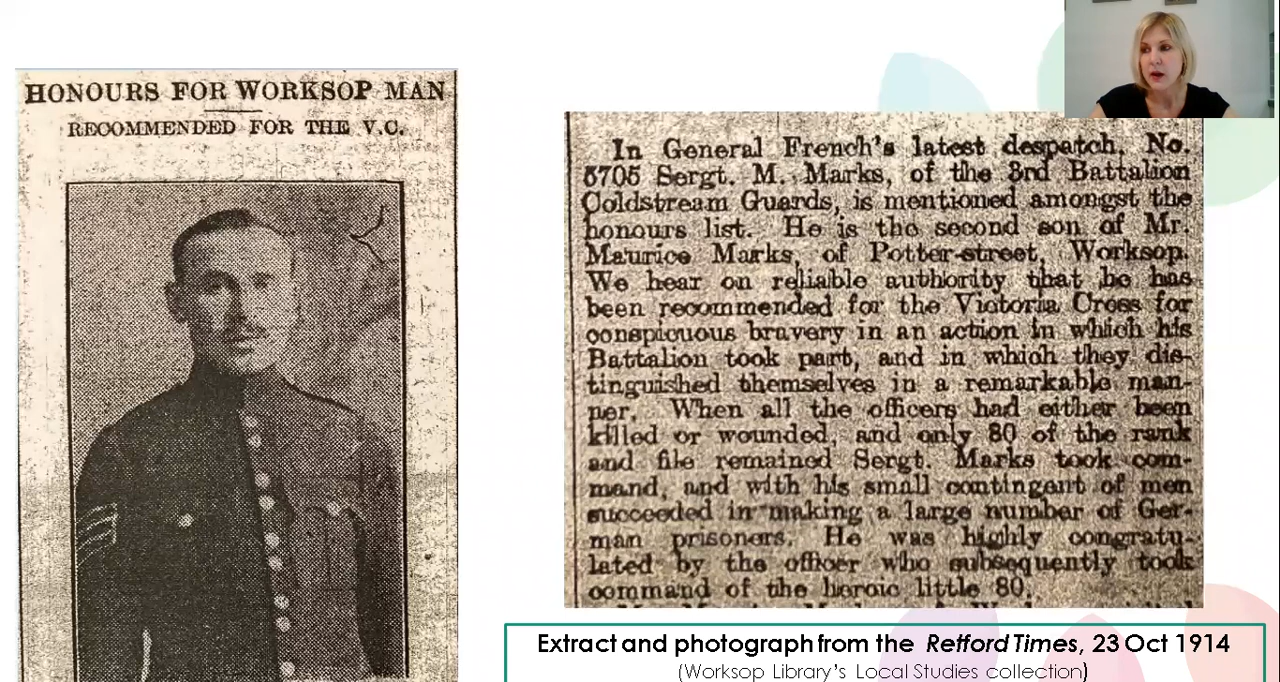 HONOURS FOR WORKSOP MAN
RECOMMENDED FOR THE V.C.
In General French's latest despatch, No.
5705 Sergt. M. Marks, of the 3rd Battalion
Coldstream Guards, is mentioned amongst the
honours list. He is the second son of Mr.
Maurice Marks, of Potter-street, Worksop.
We hear on reliable authority that he has
been recommended for the Victoria Cross for
conspicuous bravery in an action in which his
Battalion took part, and in which they dis-
tinguished themselves in a remarkable man-
ner. When all the officers had either been
killed or wounded, and only 80 of the rank
and file remained Sergt. Marks took com-
mand, and with his small contingent of men
succeeded in making a large number of Ger-
man prisoners. He was highly congratu-
lated by the officer who subsequently took
command of the heroic little 80.
Extract and photograph from the Retford Times, 23 Oct 1914
(Worksop Library's Local Studies collection)